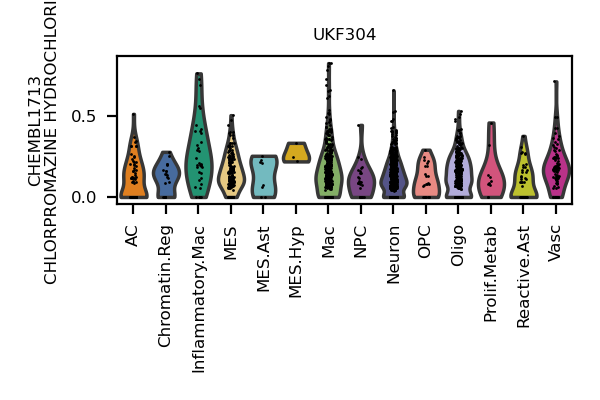 UKF304
CHEMBL1713
CHLORPROMAZINE HYDROCHLORI
0.5
0.0
AC
Chromatin.Reg
Inflammatory.Mac
MES
MES.Ast
MES.Hyp
Mac
NPC
Neuron
OPC
Oligo
Prolif.Metab
Reactive.Ast
Vasc